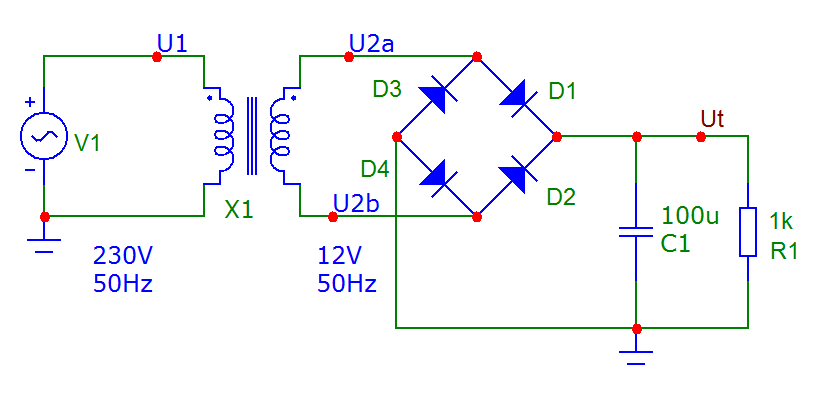 U1
U2a
D3
D1
+
V1
-
Ut
D4
D2
X1
U2b
100u
C1
1k
R1
230V
50Hz
12V
50Hz